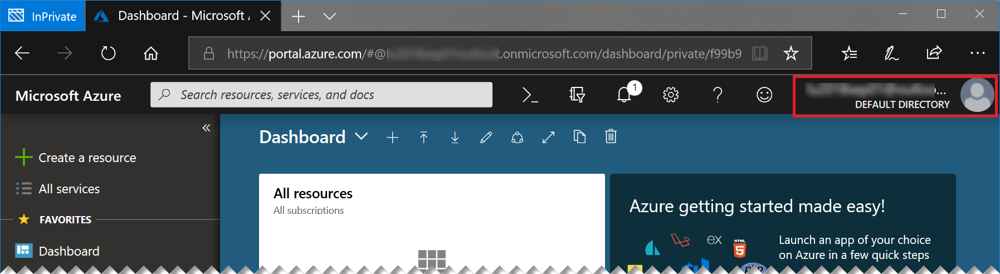 InPrivate
Dashboard - Microsoft
https://portal.azure.com/#@ .onmicrosoft.com/dashboard/private/f99b9
Microsoft Azure
Search resources, services, and docs
1
...
DEFAULT DIRECTORY
Dashboard
Create a resource
All services
FAVORITES
Dashboard
All resources
All subscriptions
Azure getting started made easy!
ex
HTML
5
Launch an app of your choice
on Azure in a few quick steps